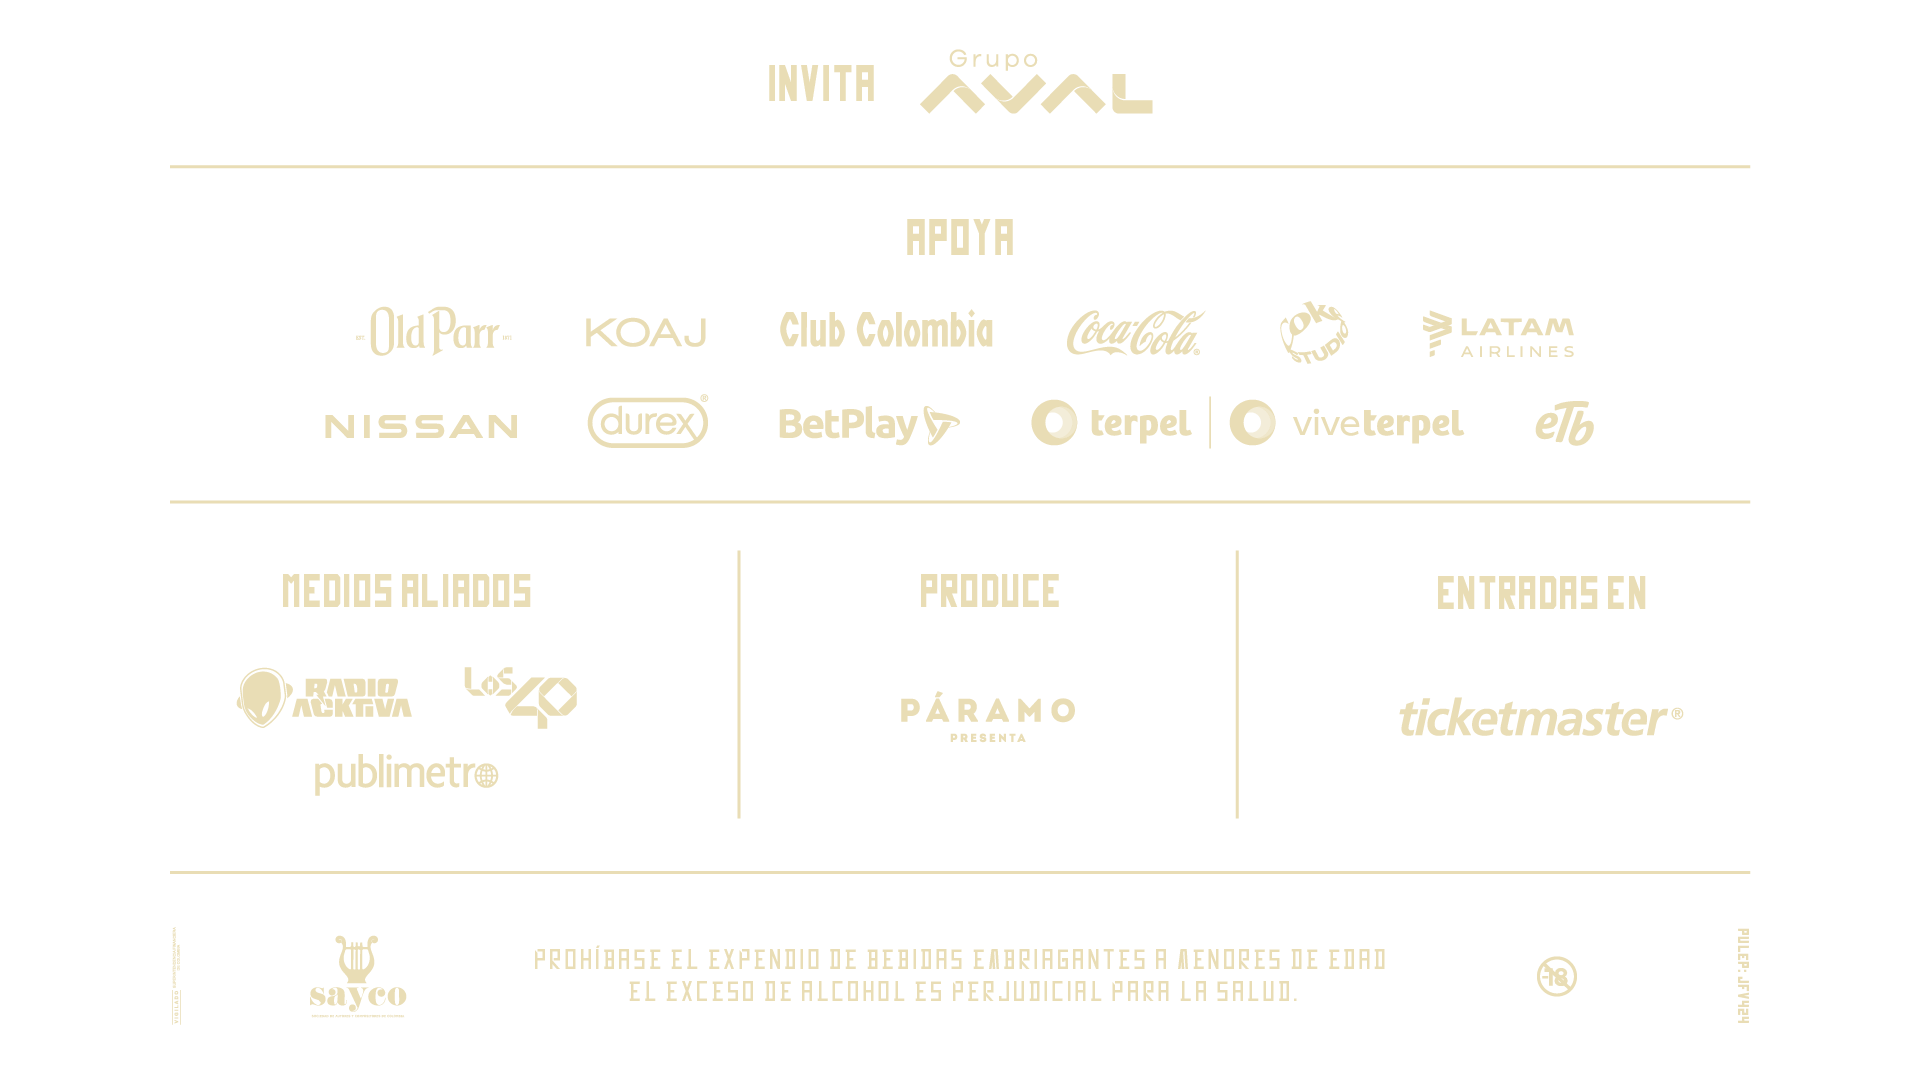 INVITA
Grupo
AVAL
APOYA
Old Parr
KOAJ
Club Colombia
Coca-Cola
coke STUDIO
LATAM
AIRLINES
NISSAN
durex®
BetPlay
terpel
viveterpel
eTb
MEDIOS ALIADOS
PRODUCE
ENTRADAS EN
RADIO
ACKTIVA
LOS 40
publimetro
PÁRAMO
PRESENTA
ticketmaster®
sayco
PROHÍBASE EL EXPENDIO DE BEBIDAS EMBRIAGANTES A MENORES DE EDAD
EL EXCESO DE ALCOHOL ES PERJUDICIAL PARA LA SALUD.
-18
PULEP: JFV424
VIGILADO